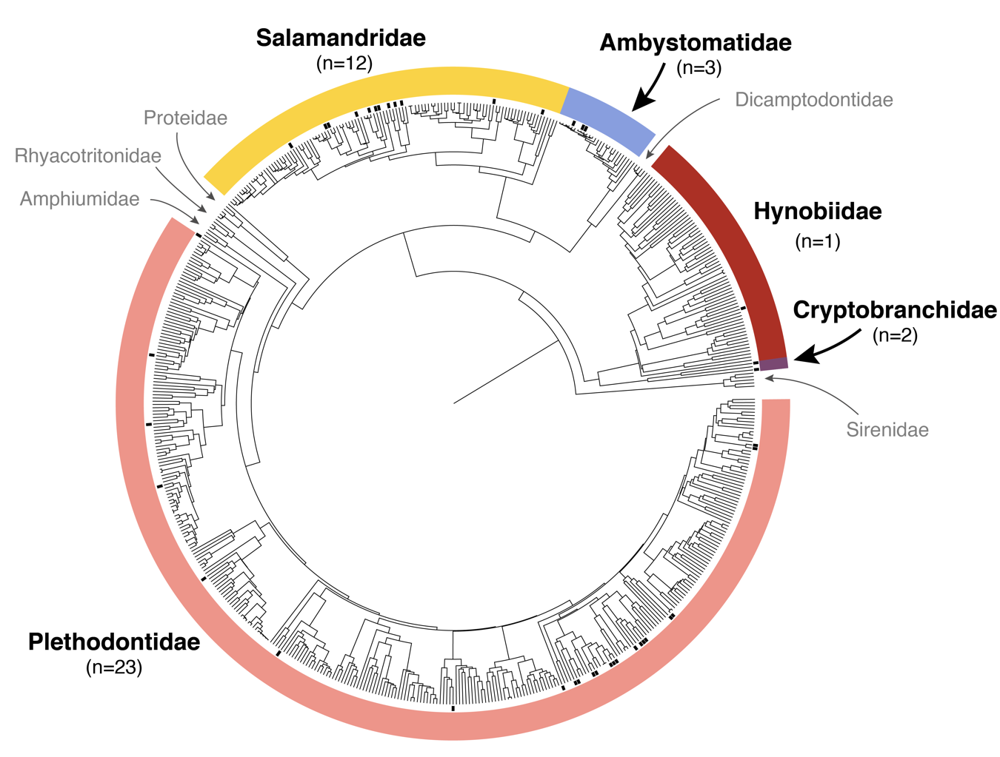 Salamandridae
(n=12)
Ambystomatidae
(n=3)
Dicamptodontidae
Proteidae
Rhyacotritonidae
Amphiumidae
Hynobiidae
(n=1)
Cryptobranchidae
(n=2)
Sirenidae
Plethodontidae
(n=23)